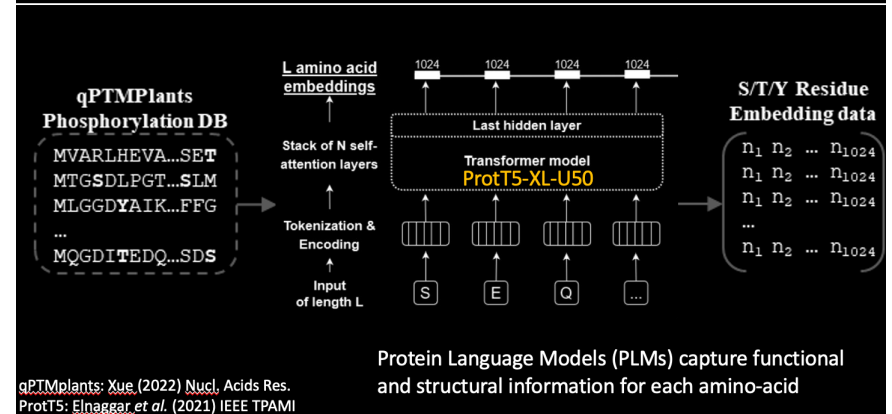 qPTMPlants
Phosphorylation DB
MVARLHEVA...SET
MTGSDLPGT...SLM
MLGGDYAIK...FFG
...
MQGDITEDQ...SDS
L amino acid
embeddings
Stack of N self-
attention layers
Tokenization &
Encoding
Input
of length L
1024 1024 1024 1024
Last hidden layer
Transformer model
ProtT5-XL-U50
S E Q ...
S/T/Y Residue
Embedding data
n1 n2 ... n1024
n1 n2 ... n1024
n1 n2 ... n1024
...
n1 n2 ... n1024
Protein Language Models (PLMs) capture functional
and structural information for each amino-acid
qPTMplants: Xue (2022) Nucl. Acids Res.
ProtT5: Elnaggar et al. (2021) IEEE TPAMI